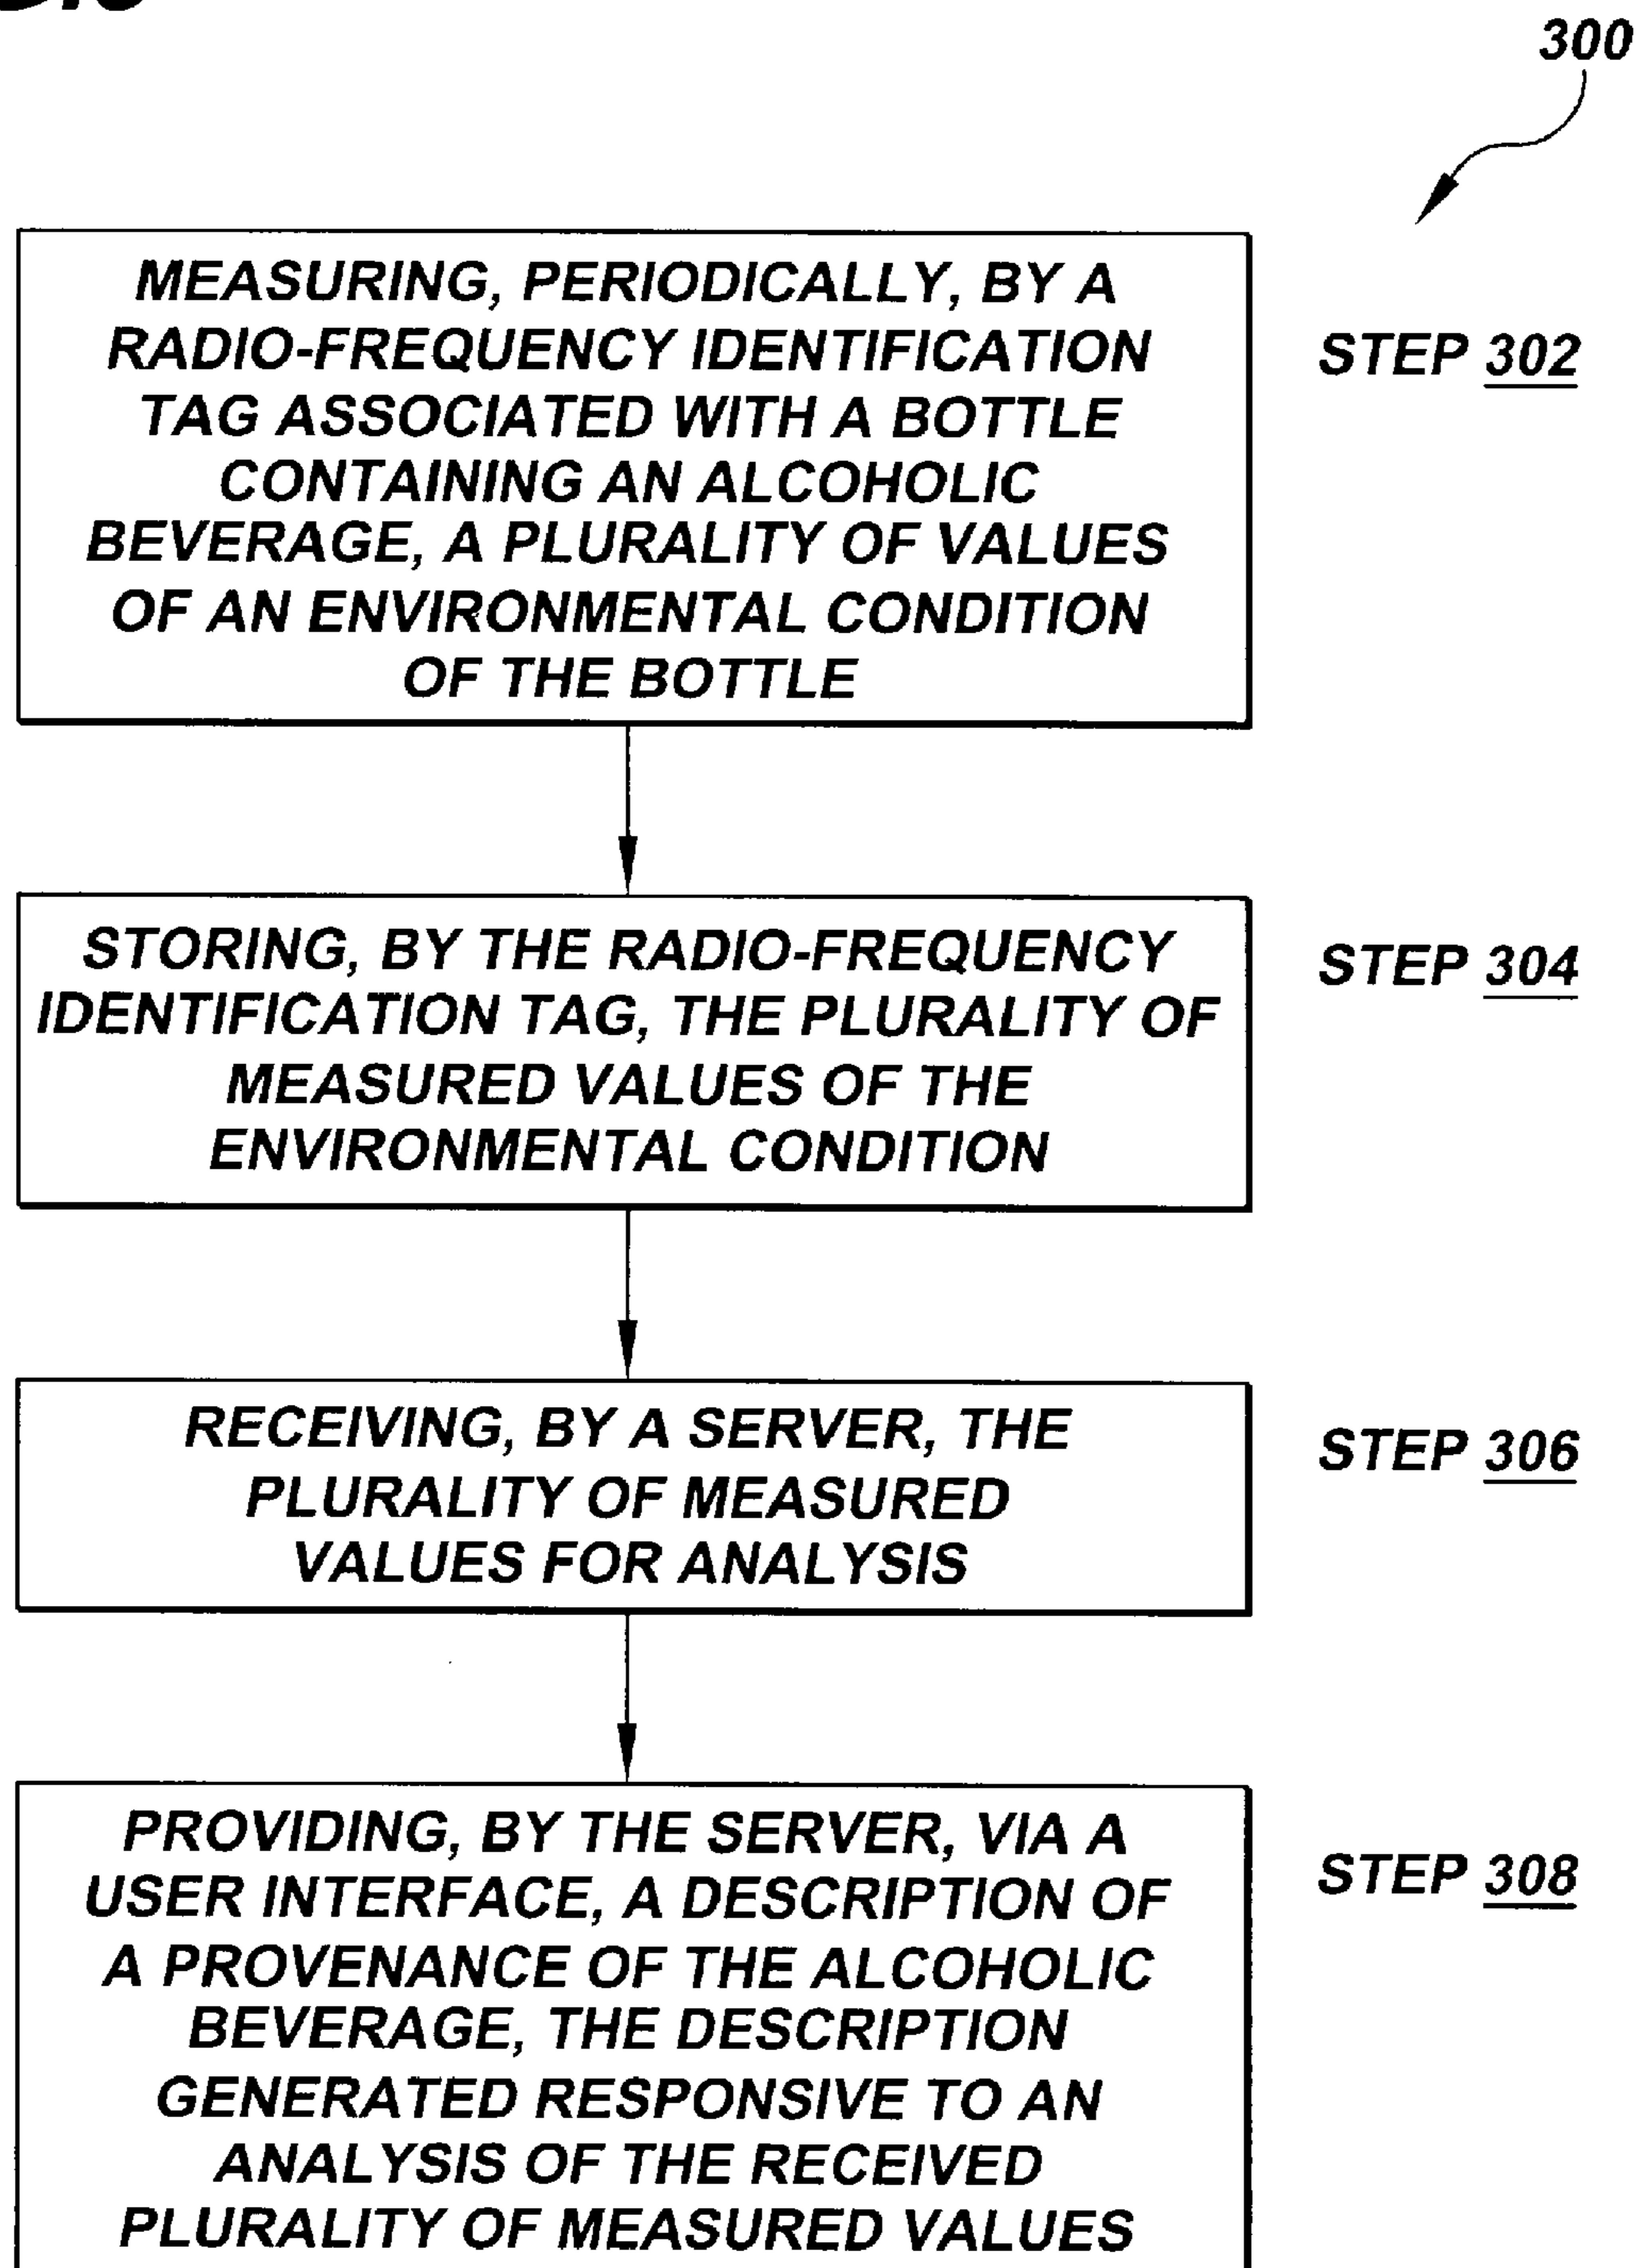 300
MEASURING, PERIODICALLY, BY A
RADIO-FREQUENCY IDENTIFICATION
TAG ASSOCIATED WITH A BOTTLE
CONTAINING AN ALCOHOLIC
BEVERAGE, A PLURALITY OF VALUES
OF AN ENVIRONMENTAL CONDITION
OF THE BOTTLE
STEP 302
STORING, BY THE RADIO-FREQUENCY
IDENTIFICATION TAG, THE PLURALITY OF
MEASURED VALUES OF THE
ENVIRONMENTAL CONDITION
STEP 304
RECEIVING, BY A SERVER, THE
PLURALITY OF MEASURED
VALUES FOR ANALYSIS
STEP 306
PROVIDING, BY THE SERVER, VIA A
USER INTERFACE, A DESCRIPTION OF
A PROVENANCE OF THE ALCOHOLIC
BEVERAGE, THE DESCRIPTION
GENERATED RESPONSIVE TO AN
ANALYSIS OF THE RECEIVED
PLURALITY OF MEASURED VALUES
STEP 308